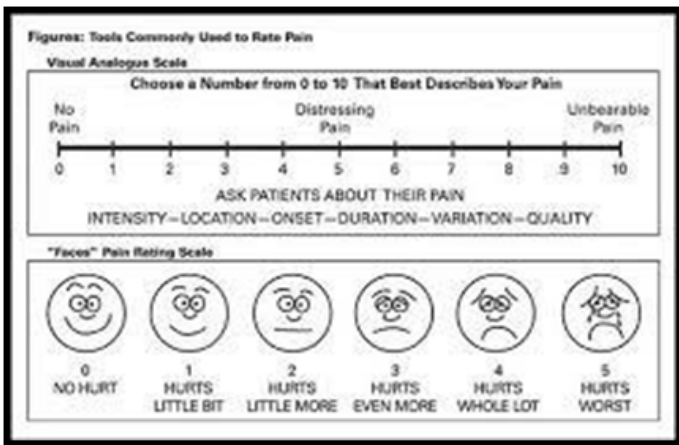 Figures: Tools Commonly Used to Rate Pain
Visual Analogue Scale
Choose a Number from 0 to 10 That Best Describes Your Pain
No Pain
Distressing Pain
Unbearable Pain
0 1 2 3 4 5 6 7 8 9 10
ASK PATIENTS ABOUT THEIR PAIN
INTENSITY–LOCATION–ONSET–DURATION–VARIATION–QUALITY
"Faces" Pain Rating Scale
0 1 2 3 4 5
NO HURT
HURTS LITTLE BIT
HURTS LITTLE MORE
HURTS EVEN MORE
HURTS WHOLE LOT
HURTS WORST